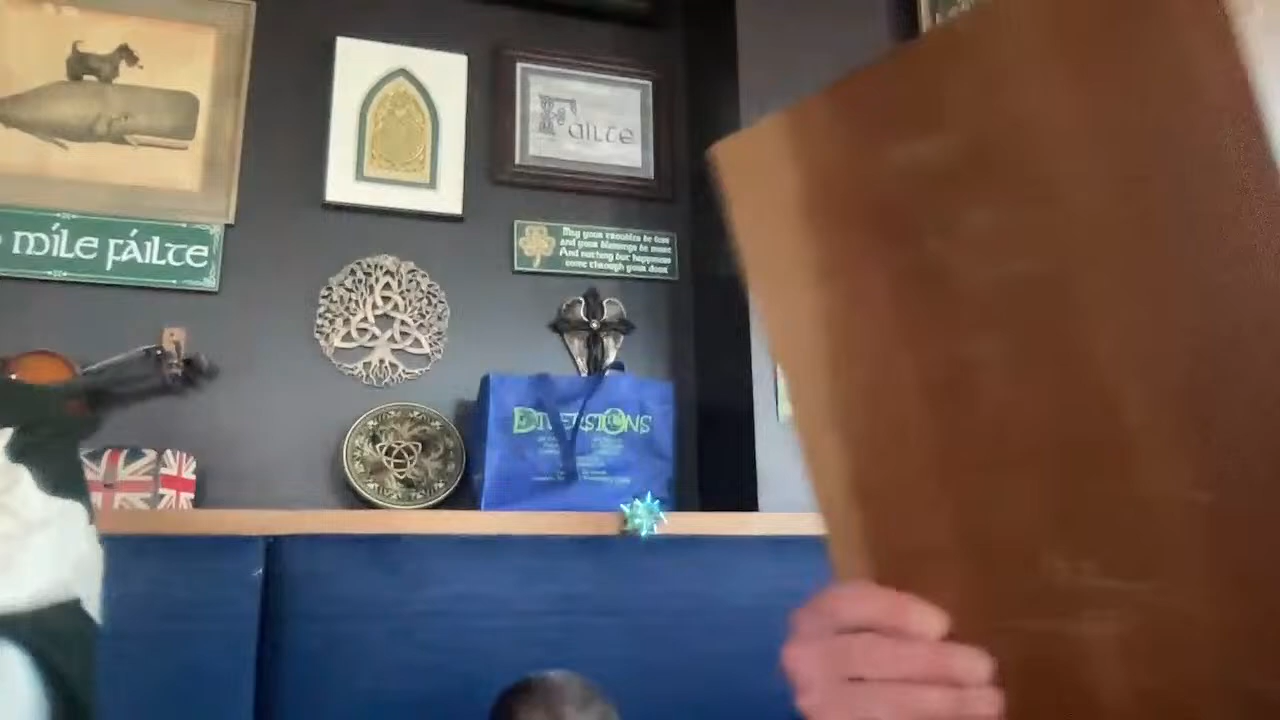 Failte
míle fáilte
May your troubles be less
and your blessings be more
And nothing but happiness
come through your door
DIVERSIONS